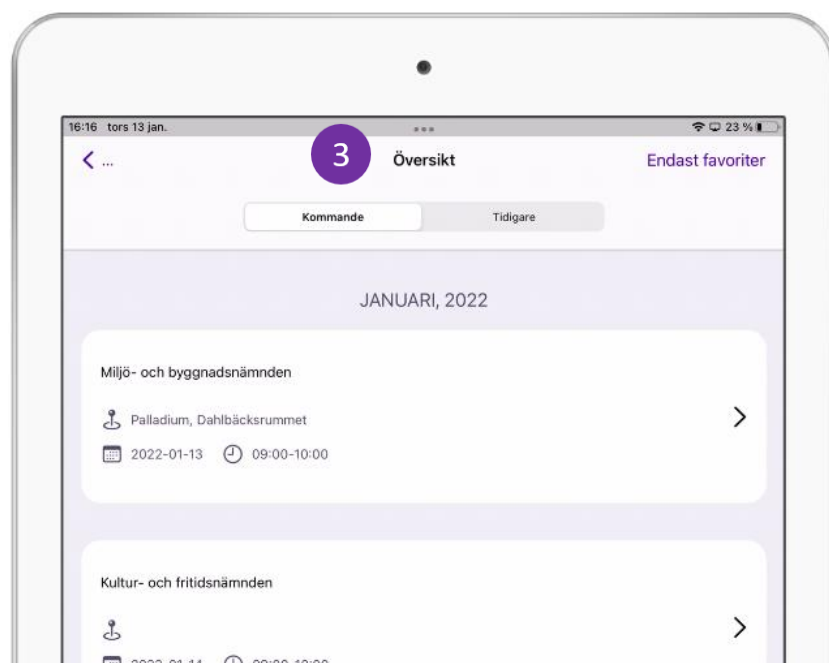 16:16 tors 13 jan. 23 %
... 3 Översikt Endast favoriter
Kommande Tidigare
JANUARI, 2022
Miljö- och byggnadsnämnden
Palladium, Dahlbäcksrummet
2022-01-13 09:00-10:00
Kultur- och fritidsnämnden